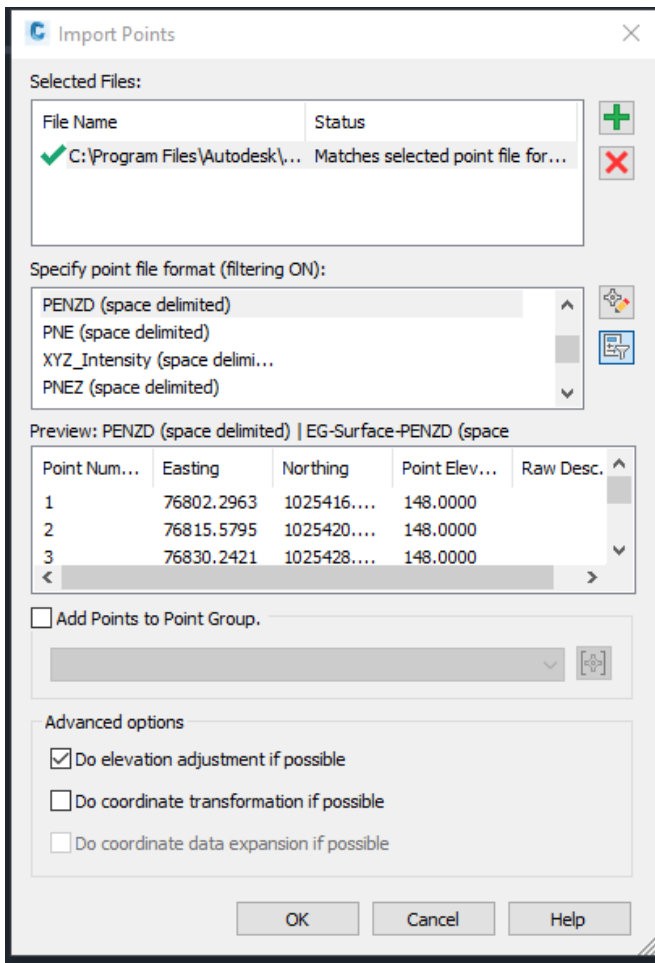 Import Points
Selected Files:
File Name Status
C:\Program Files\Autodesk\... Matches selected point file for...
Specify point file format (filtering ON):
PENZD (space delimited)
PNE (space delimited)
XYZ_Intensity (space delimi...
PNEZ (space delimited)
Preview: PENZD (space delimited) | EG-Surface-PENZD (space
Point Num... Easting Northing Point Elev... Raw Desc.
1 76802.2963 1025416.... 148.0000
2 76815.5795 1025420.... 148.0000
3 76830.2421 1025428.... 148.0000
Add Points to Point Group.
Advanced options
Do elevation adjustment if possible
Do coordinate transformation if possible
Do coordinate data expansion if possible
OK Cancel Help